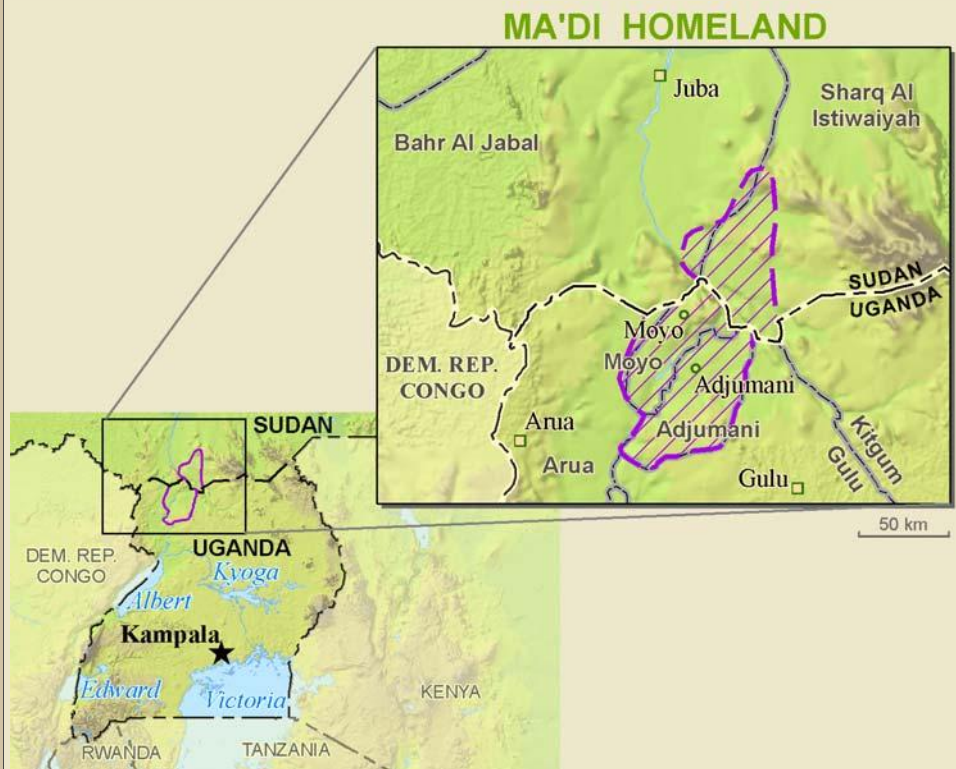 MA'DI HOMELAND
Juba
Sharq Al
Istiwaiyah
Bahr Al Jabal
SUDAN
UGANDA
Moyo
Moyo
DEM. REP.
CONGO
Adjumani
Arua
Adjumani
Arua
Kitgum
Gulu
Gulu
50 km
SUDAN
DEM. REP.
CONGO
UGANDA
Kyoga
Albert
Kampala
Edward
Victoria
KENYA
RWANDA
TANZANIA